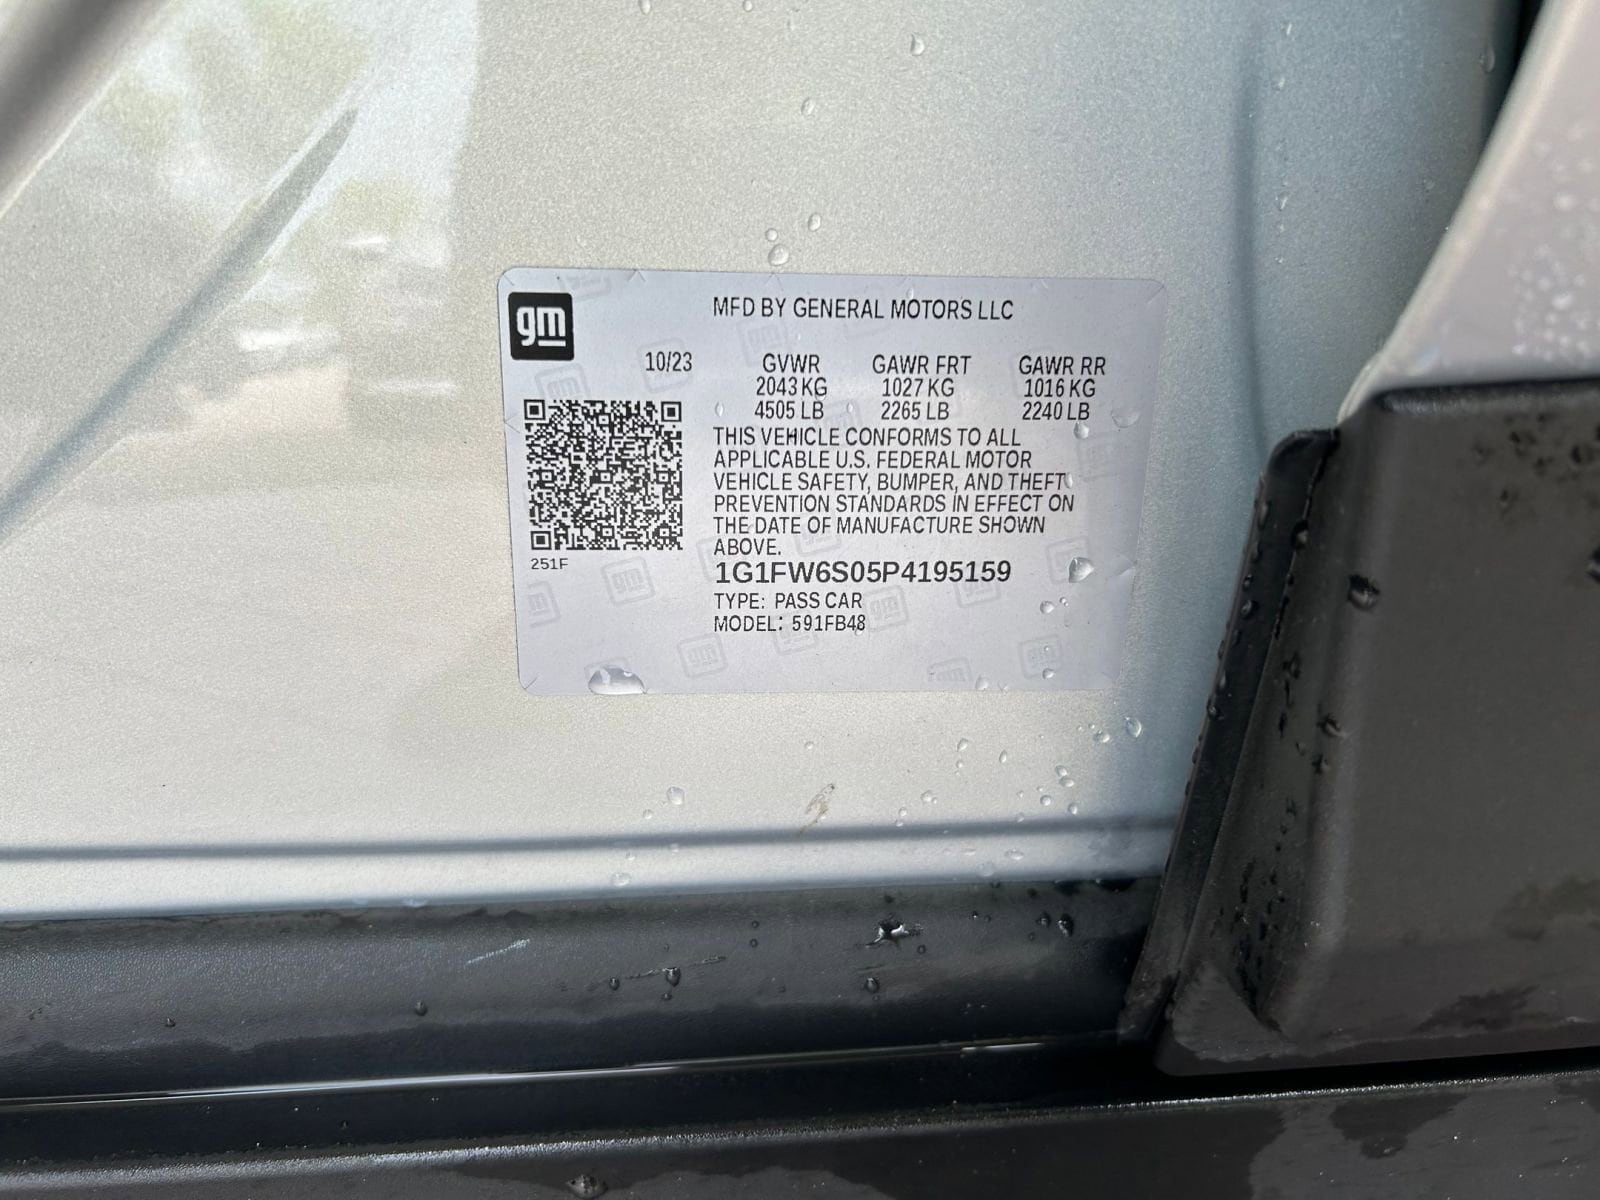 gm
MFD BY GENERAL MOTORS LLC
10/23 GVWR GAWR FRT GAWR RR
2043 KG 1027 KG 1016 KG
4505 LB 2265 LB 2240 LB
THIS VEHICLE CONFORMS TO ALL
APPLICABLE U.S. FEDERAL MOTOR
VEHICLE SAFETY, BUMPER, AND THEFT
PREVENTION STANDARDS IN EFFECT ON
THE DATE OF MANUFACTURE SHOWN
ABOVE.
251F
1G1FW6S05P4195159
TYPE: PASS CAR
MODEL: 591FB48